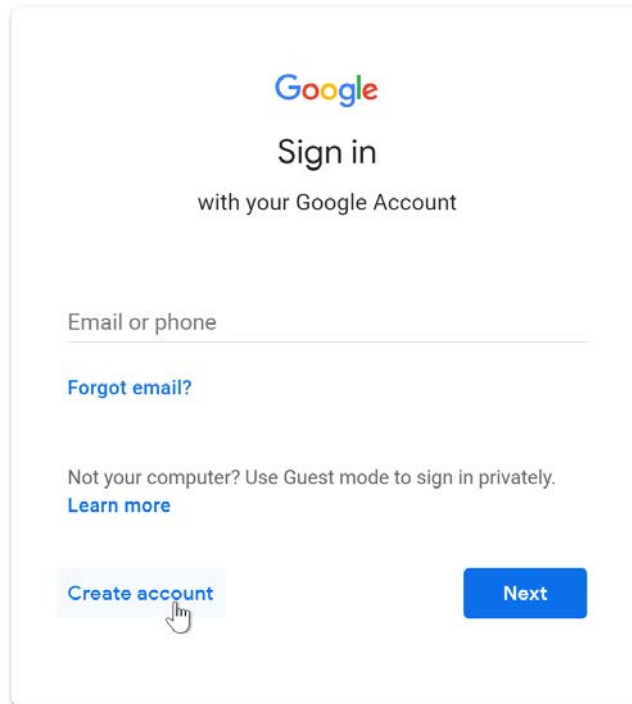 Google
Sign in
with your Google Account
Email or phone
Forgot email?
Not your computer? Use Guest mode to sign in privately.
Learn more
Create account
Next